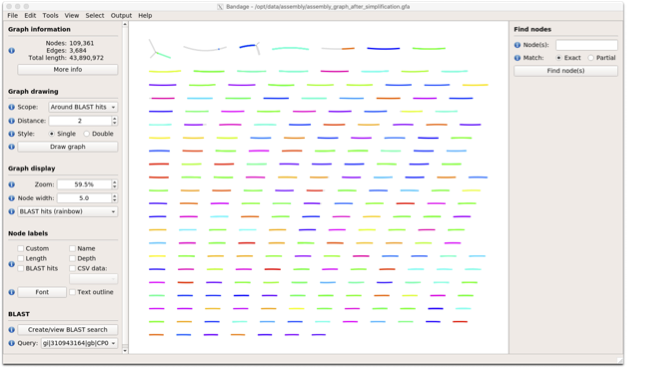 Bandage - /opt/data/assembly/assembly_graph_after_simplification.gfa
File Edit Tools View Select Output Help
Graph information
Nodes: 109,361
Edges: 3,684
Total length: 43,890,972
More info
Graph drawing
Scope: Around BLAST hits
Distance: 2
Style: Single Double
Draw graph
Graph display
Zoom: 59.5%
Node width: 5.0
BLAST hits (rainbow)
Node labels
Custom Name
Length Depth
BLAST hits CSV data:
Font Text outline
BLAST
Create/view BLAST search
Query: gi|310943164|gb|CP0
Find nodes
Node(s):
Match: Exact Partial
Find node(s)